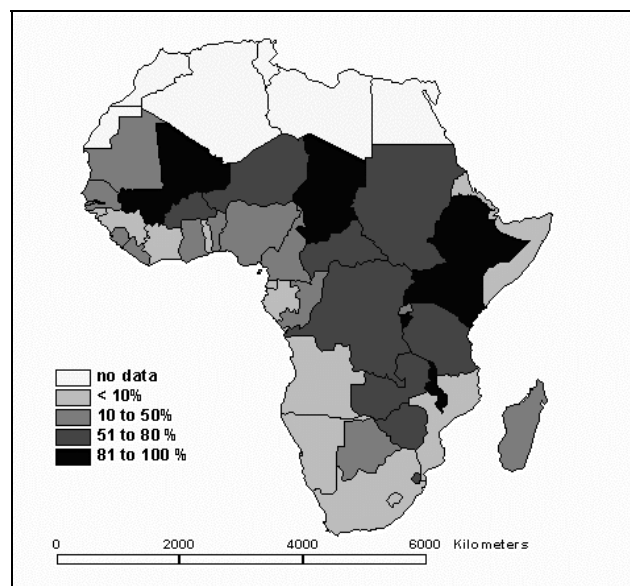 no data
< 10%
10 to 50%
51 to 80 %
81 to 100 %
0 2000 4000 6000 Kilometers